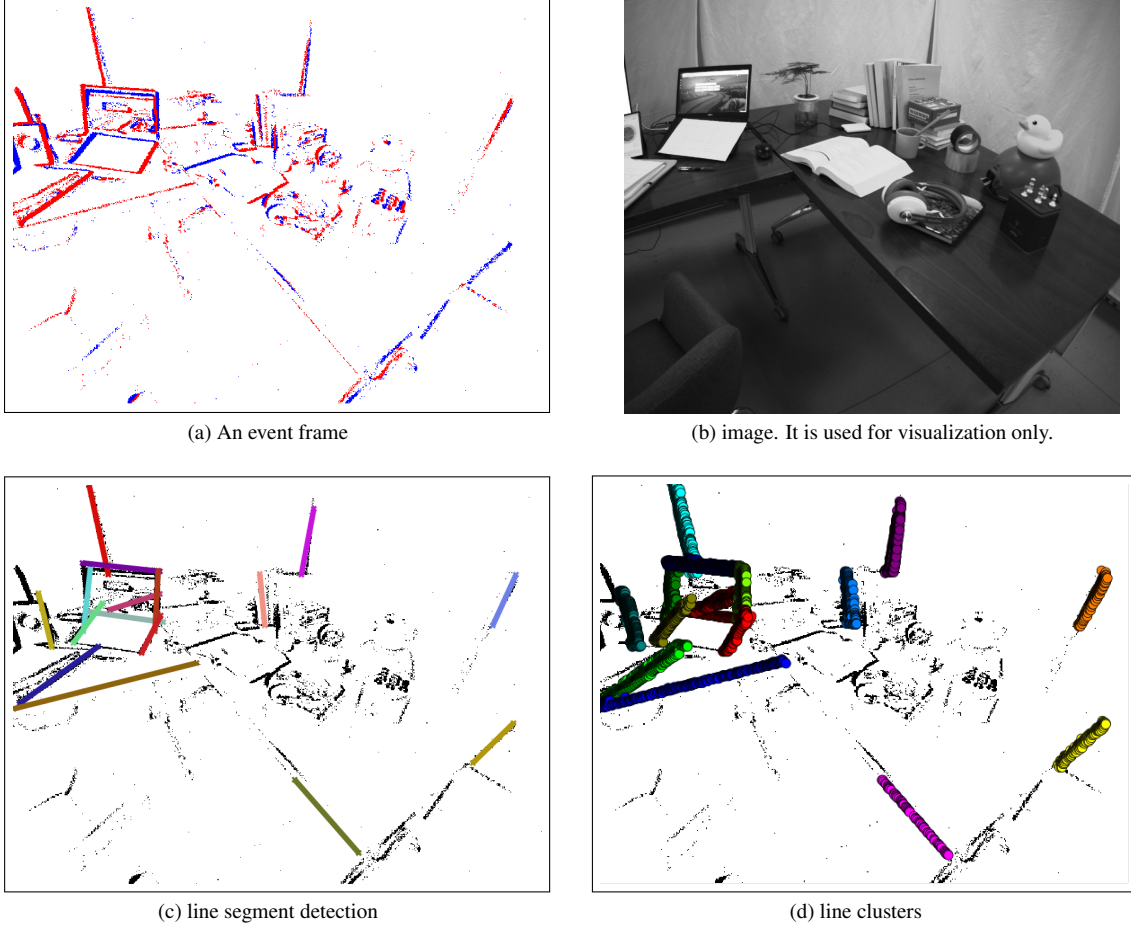 (a) An event frame
(b) image. It is used for visualization only.
(c) line segment detection
(d) line clusters